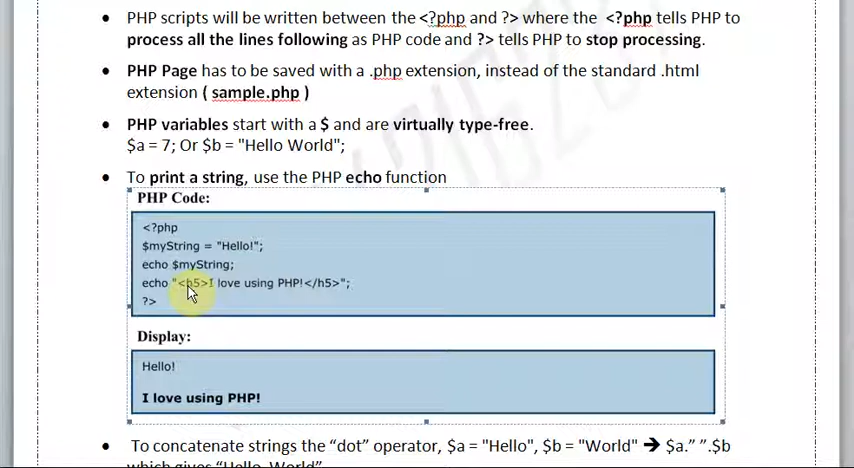 • PHP scripts will be written between the <?php and ?> where the <?php tells PHP to
process all the lines following as PHP code and ?> tells PHP to stop processing.
• PHP Page has to be saved with a .php extension, instead of the standard .html
extension ( sample.php )
• PHP variables start with a $ and are virtually type-free.
$a = 7; Or $b = "Hello World";
• To print a string, use the PHP echo function
PHP Code:
<?php
$myString = "Hello!";
echo $myString;
echo "<h5>I love using PHP!</h5>";
?>
Display:
Hello!
I love using PHP!
• To concatenate strings the “dot” operator, $a = "Hello", $b = "World" ➔ $a.” ”.$b
which gives “Hello World”